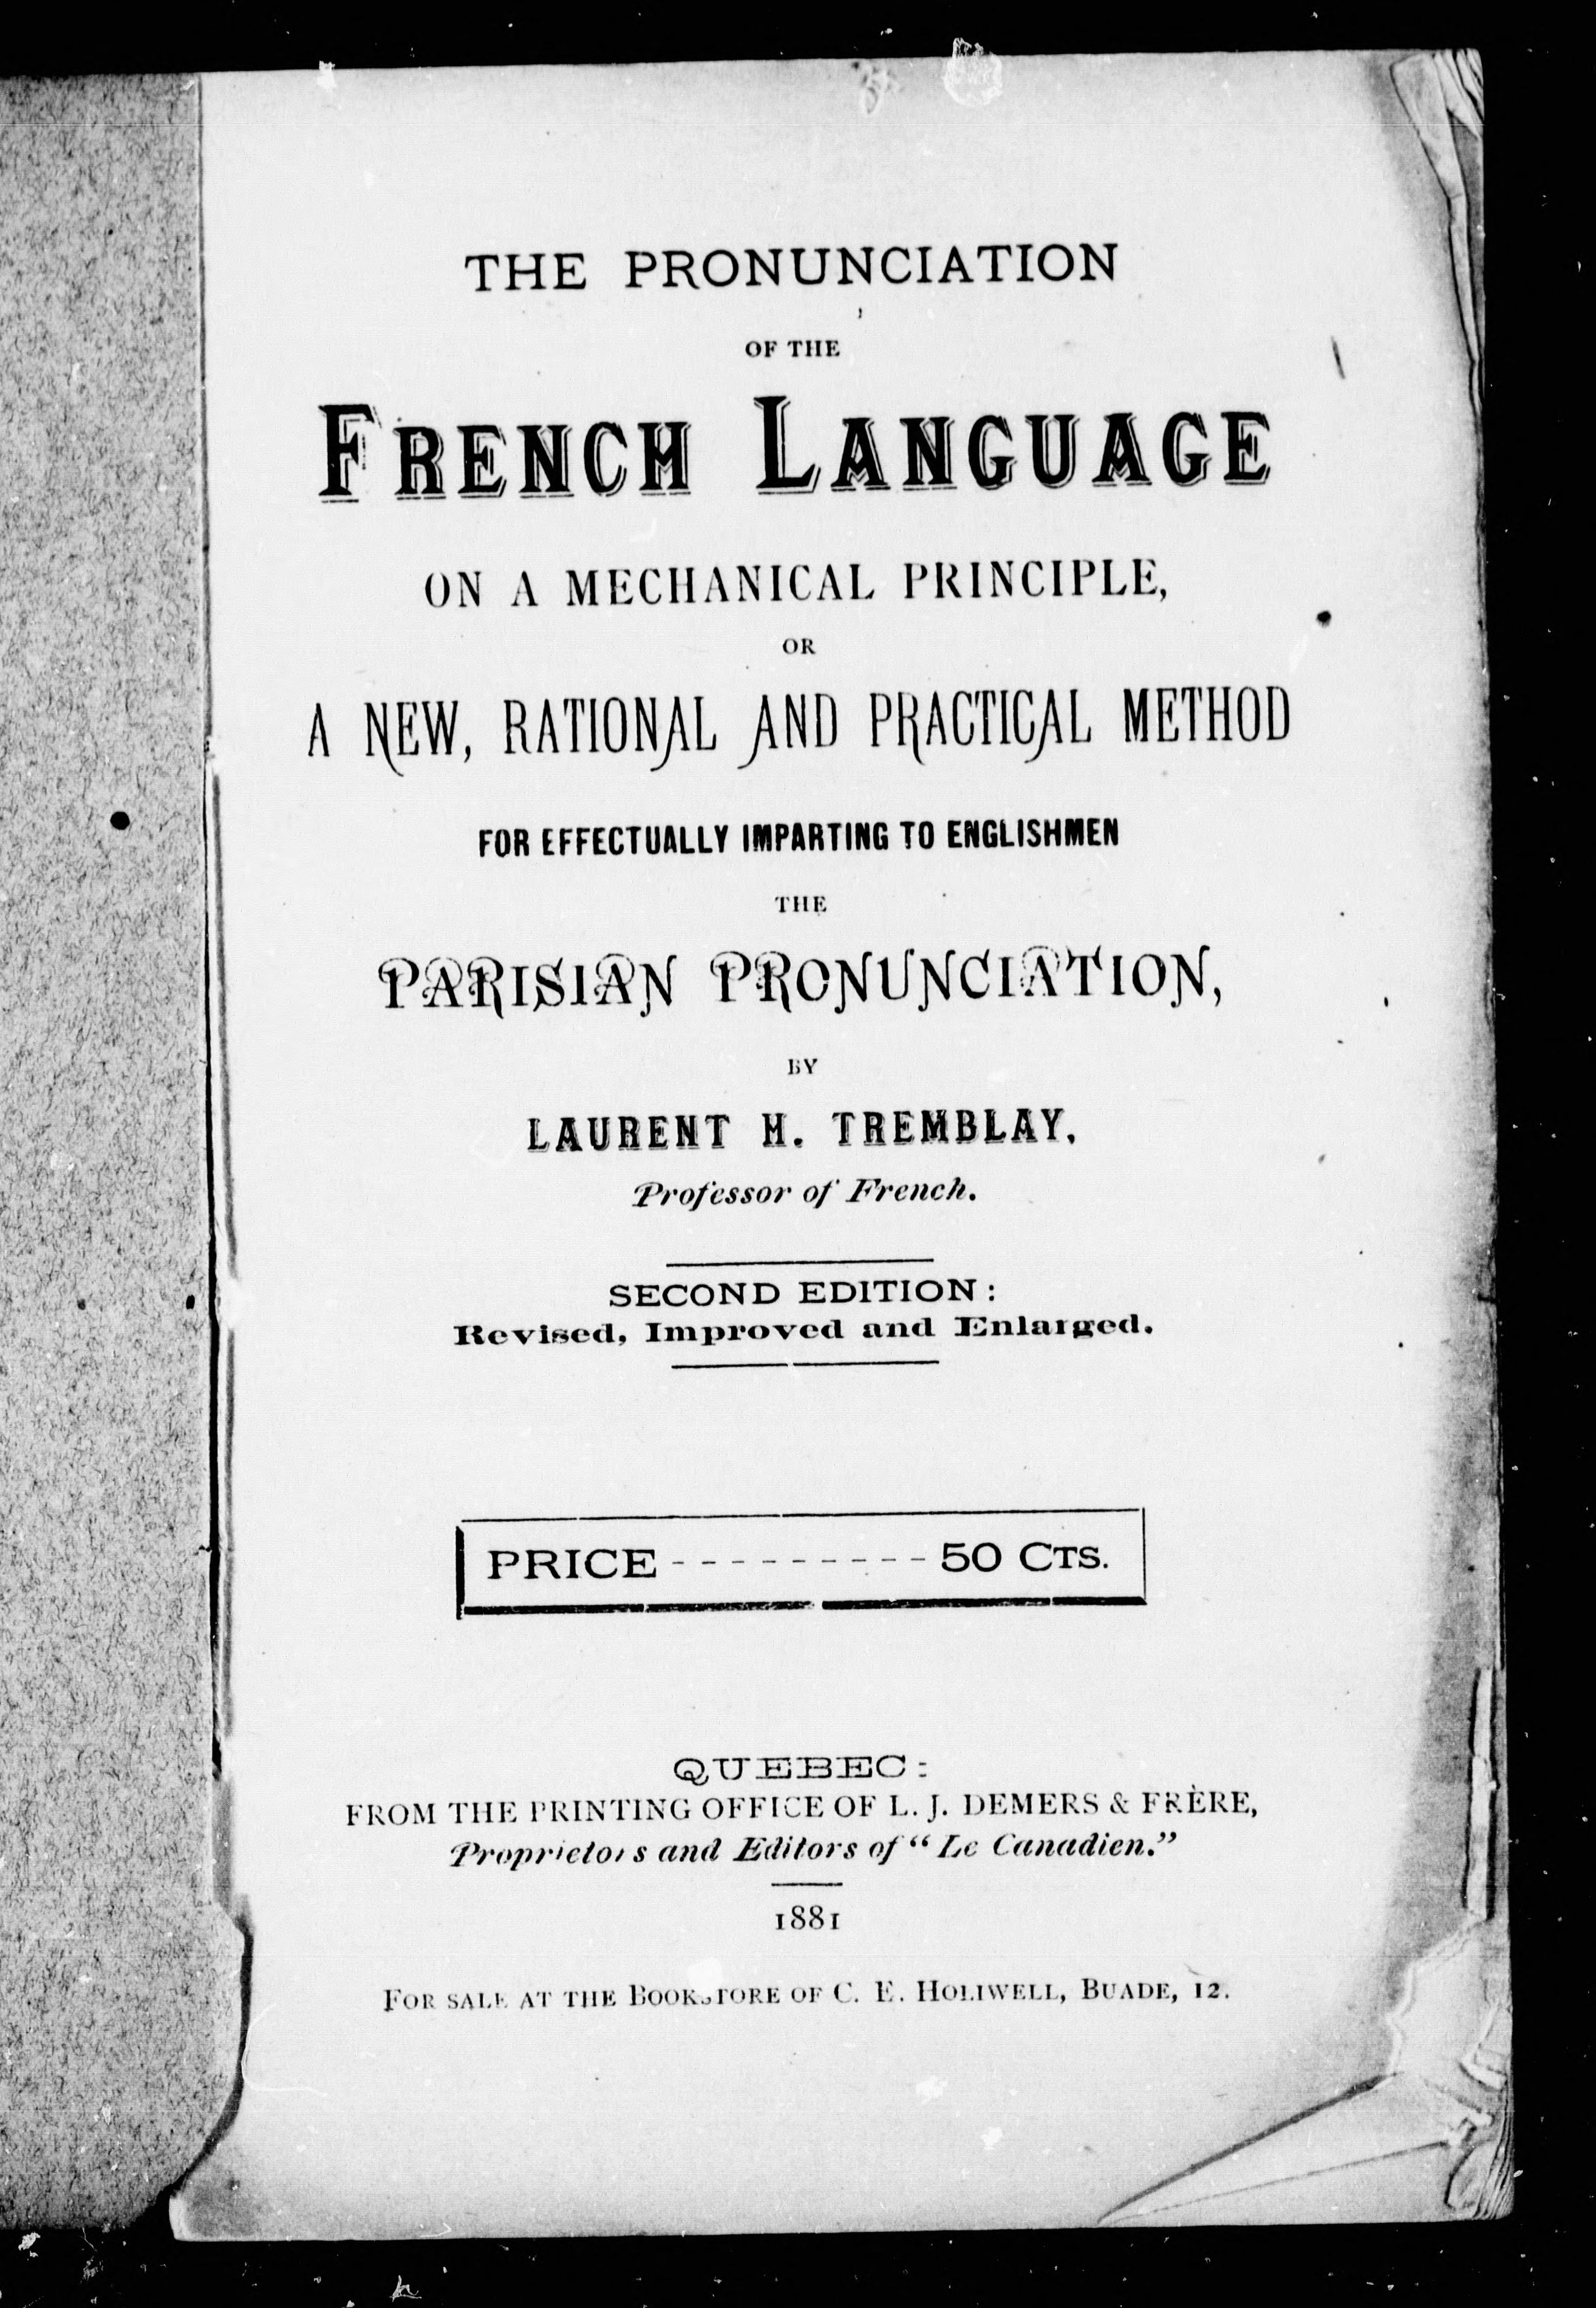 THE PRONUNCIATION
OF THE
FRENCH LANGUAGE
ON A MECHANICAL PRINCIPLE,
OR
A NEW, RATIONAL AND PRACTICAL METHOD
FOR EFFECTUALLY IMPARTING TO ENGLISHMEN
THE
PARISIAN PRONUNCIATION,
BY
LAURENT H. TREMBLAY,
Professor of French.
SECOND EDITION:
Revised, Improved and Enlarged.
PRICE - - - - - - - - - 50 CTS.
QUEBEC:
FROM THE PRINTING OFFICE OF L. J. DEMERS & FRÈRE,
Proprietors and Editors of "Le Canadien."
1881
FOR SALE AT THE BOOKSTORE OF C. E. HOLIWELL, BUADE, 12.